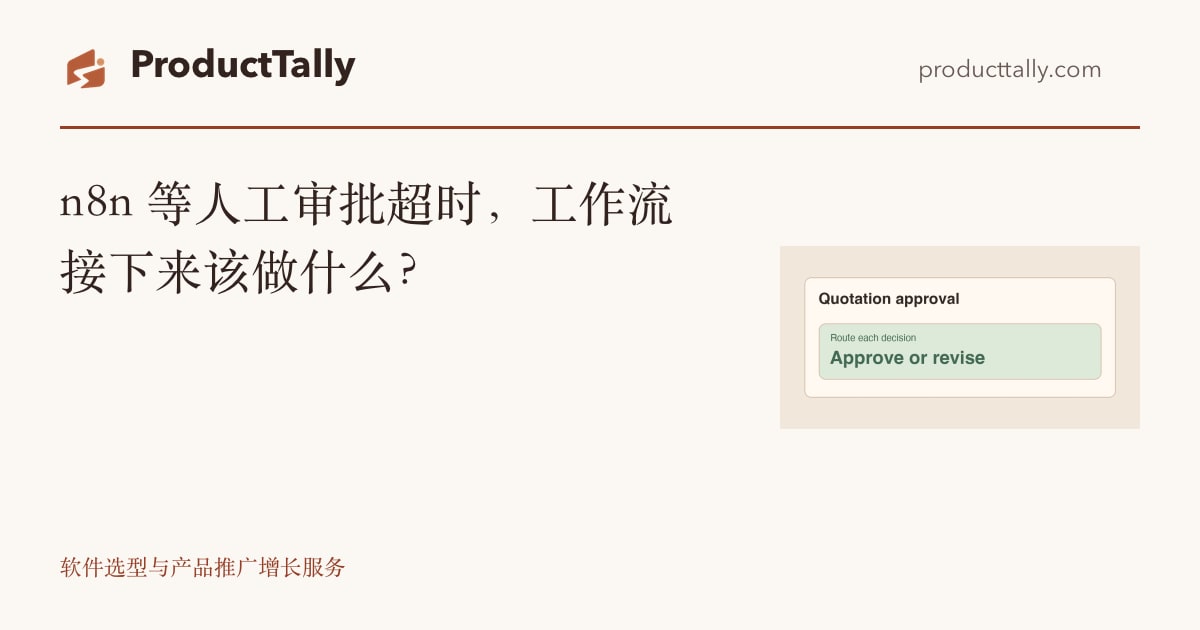 ProductTally
producttally.com
n8n 等人工审批超时，工作流
接下来该做什么？
Quotation approval
Route each decision
Approve or revise
软件选型与产品推广增长服务